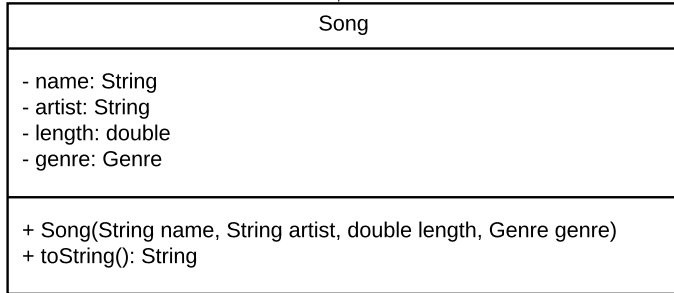 Song
- name: String
- artist: String
- length: double
- genre: Genre
+ Song(String name, String artist, double length, Genre genre)
+ toString(): String